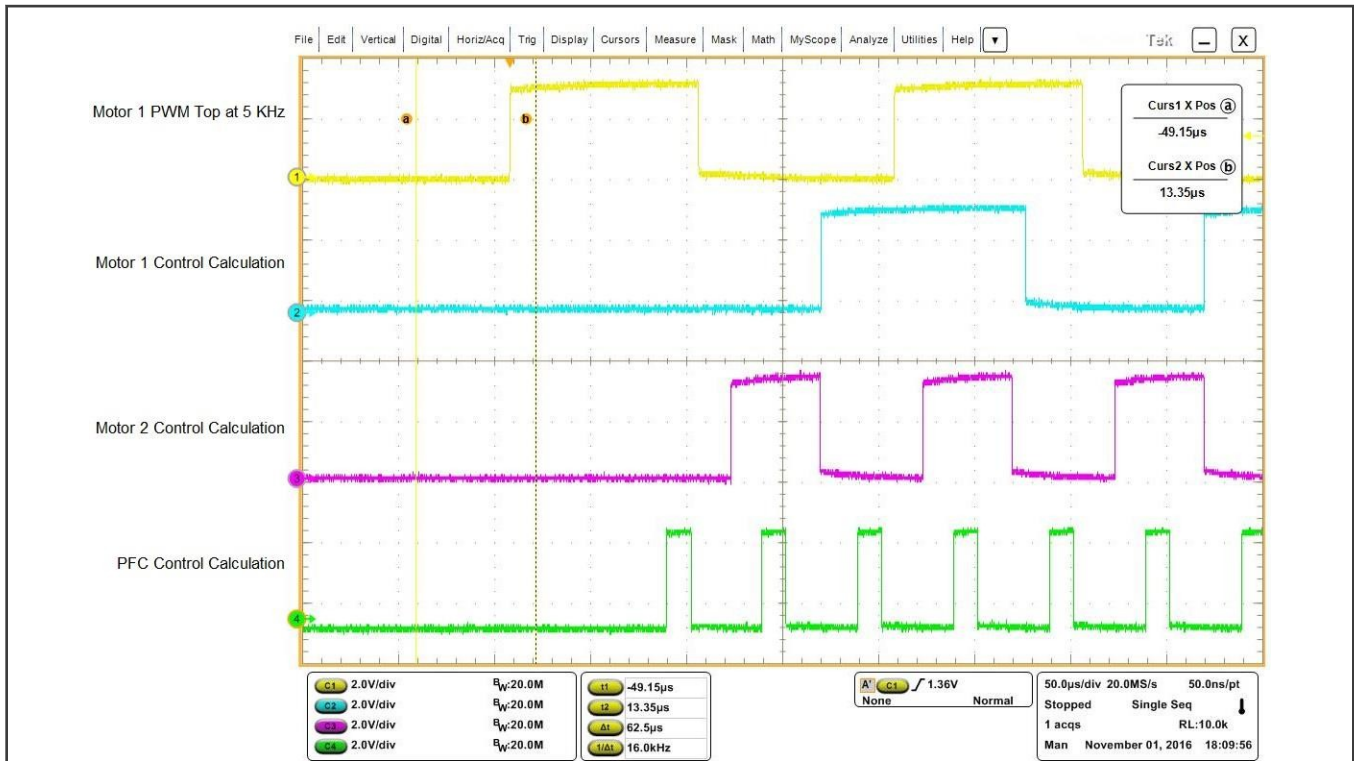 File Edit Vertical Digital Horiz/Acq Trig Display Cursors Measure Mask Math MyScope Analyze Utilities Help ▼ Tek X
Motor 1 PWM Top at 5 KHz
a
b
Curs1 X Pos a
-49.15µs
Curs2 X Pos b
13.35µs
1
Motor 1 Control Calculation
2
Motor 2 Control Calculation
3
PFC Control Calculation
4
C1 2.0V/div BW:20.0M
C2 2.0V/div BW:20.0M
C3 2.0V/div BW:20.0M
C4 2.0V/div BW:20.0M
t1 -49.15µs
t2 13.35µs
Δt 62.5µs
1/Δt 16.0kHz
A' C1 1.36V
None Normal
50.0µs/div 20.0MS/s 50.0ns/pt
Stopped Single Seq
1 acqs RL:10.0k
Man November 01, 2016 18:09:56